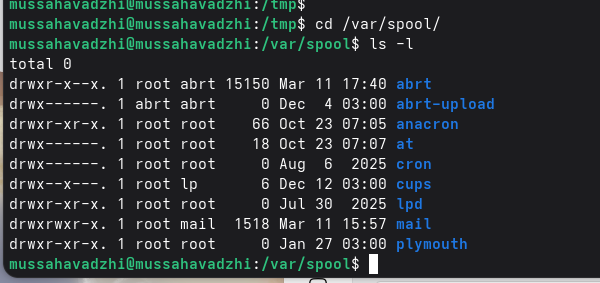 mussahavadzhi@mussahavadzhi:/tmp$
mussahavadzhi@mussahavadzhi:/tmp$ cd /var/spool/
mussahavadzhi@mussahavadzhi:/var/spool$ ls -l
total 0
drwxr-x--x. 1 root abrt 15150 Mar 11 17:40 abrt
drwx------. 1 abrt abrt     0 Dec  4 03:00 abrt-upload
drwxr-xr-x. 1 root root    66 Oct 23 07:05 anacron
drwx------. 1 root root    18 Oct 23 07:07 at
drwx------. 1 root root     0 Aug  6  2025 cron
drwx--x---. 1 root lp       6 Dec 12 03:00 cups
drwxr-xr-x. 1 root root     0 Jul 30  2025 lpd
drwxrwxr-x. 1 root mail  1518 Mar 11 15:57 mail
drwxr-xr-x. 1 root root     0 Jan 27 03:00 plymouth
mussahavadzhi@mussahavadzhi:/var/spool$